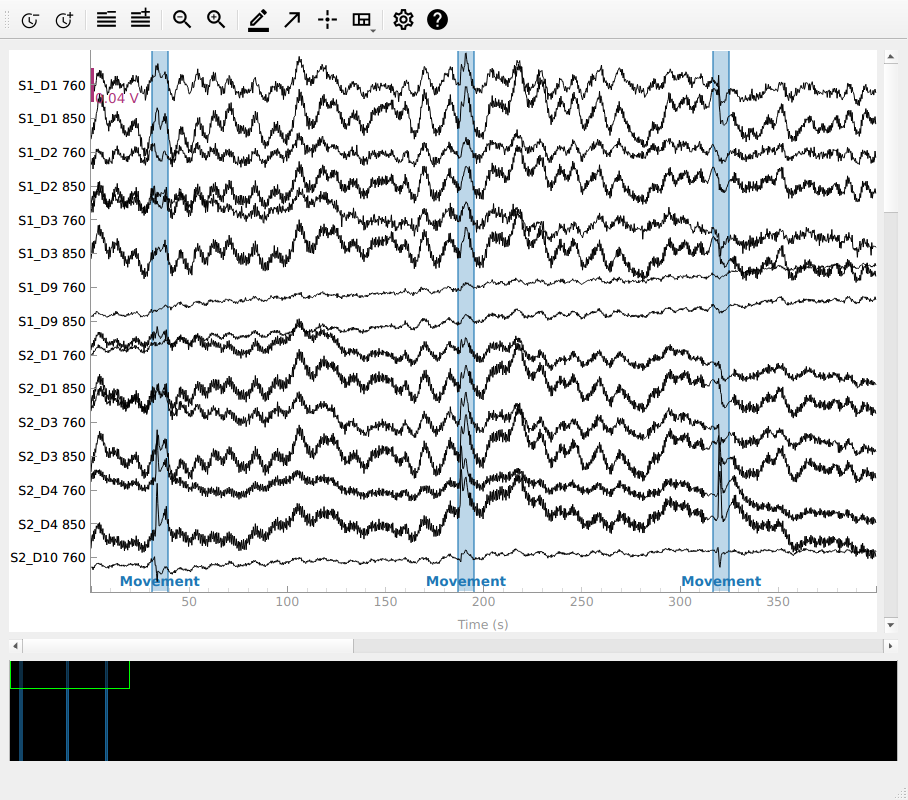 S1_D1 760
0.04 V
S1_D1 850
S1_D2 760
S1_D2 850
S1_D3 760
S1_D3 850
S1_D9 760
S1_D9 850
S2_D1 760
S2_D1 850
S2_D3 760
S2_D3 850
S2_D4 760
S2_D4 850
S2_D10 760
Movement Movement Movement
50 100 150 200 250 300 350
Time (s)